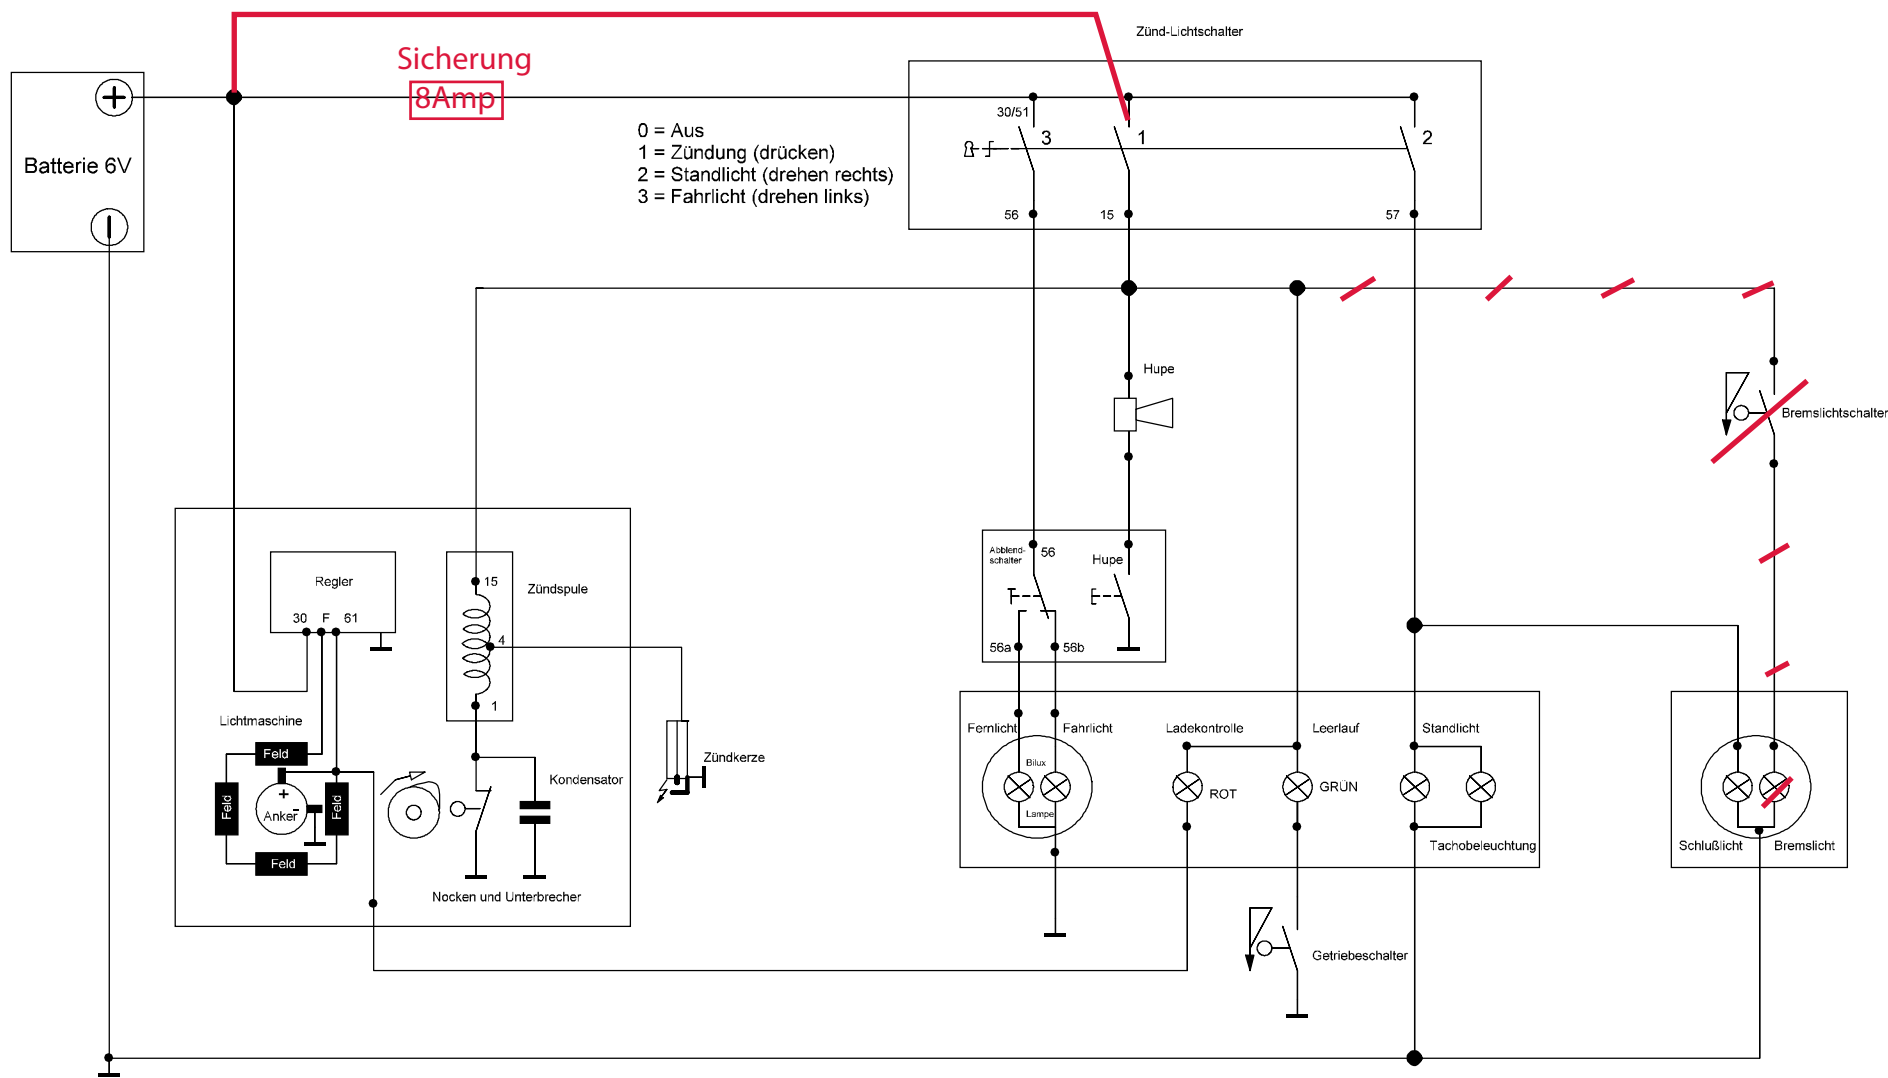 Zünd-Lichtschalter
Sicherung
8Amp
Batterie 6V
0 = Aus
1 = Zündung (drücken)
2 = Standlicht (drehen rechts)
3 = Fahrlicht (drehen links)
30/51
3
1
2
56
15
57
Hupe
Bremslichtschalter
Regler
30
F
61
15
4
1
Zündspule
Abblend-
schalter
56
Hupe
56a
56b
Lichtmaschine
Feld
Feld
Feld
Feld
+
Anker
-
Kondensator
Zündkerze
Nocken und Unterbrecher
Fernlicht
Fahrlicht
Bilux
Lampe
Ladekontrolle
ROT
Leerlauf
GRÜN
Standlicht
Tachobeleuchtung
Schlußlicht
Bremslicht
Getriebeschalter